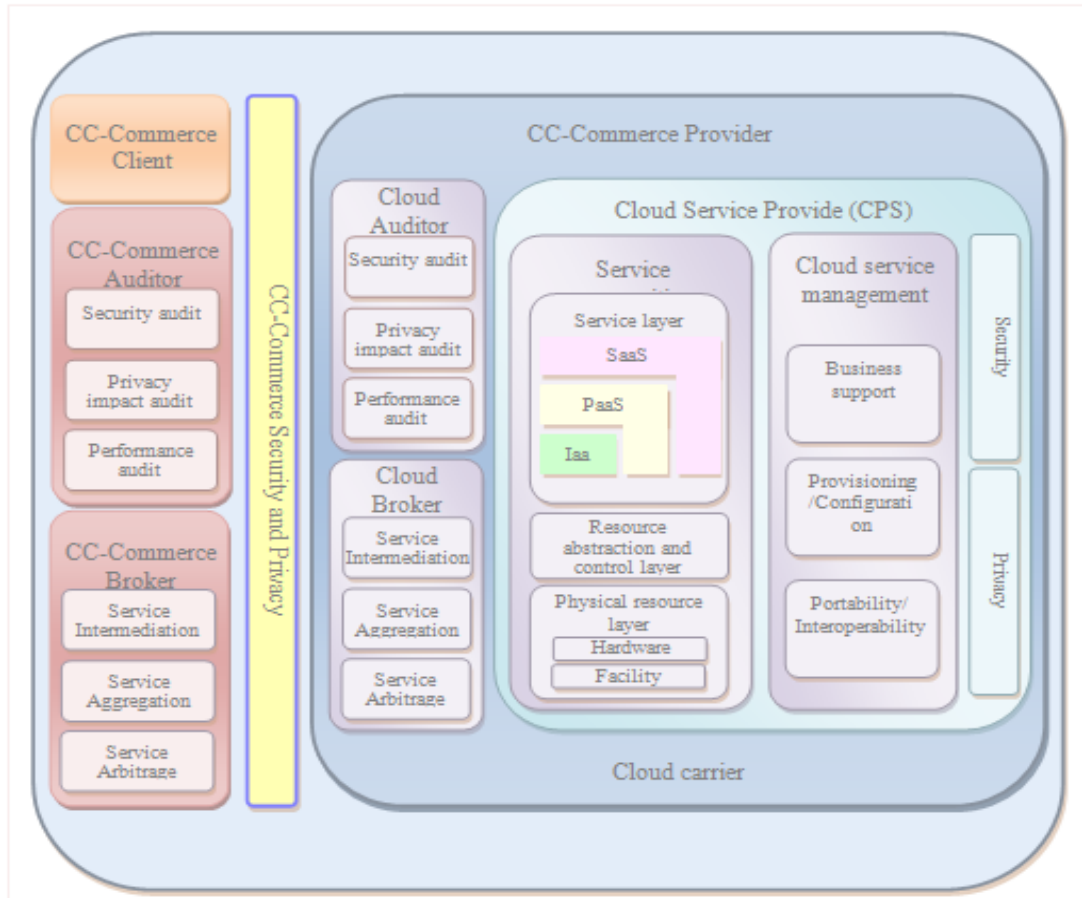 CC-Commerce
Client
CC-Commerce
Auditor
Security audit
Privacy
impact audit
Performance
audit
CC-Commerce
Broker
Service
Intermediation
Service
Aggregation
Service
Arbitrage
CC-Commerce Security and Privacy
CC-Commerce Provider
Cloud
Auditor
Security audit
Privacy
impact audit
Performance
audit
Cloud
Broker
Service
Intermediation
Service
Aggregation
Service
Arbitrage
Cloud Service Provide (CPS)
Service
Service layer
SaaS
PaaS
Iaa
Resource
abstraction and
control layer
Physical resource
layer
Hardware
Facility
Cloud service
management
Business
support
Provisioning
/Configurati
on
Portability/
Interoperability
Security
Privacy
Cloud carrier